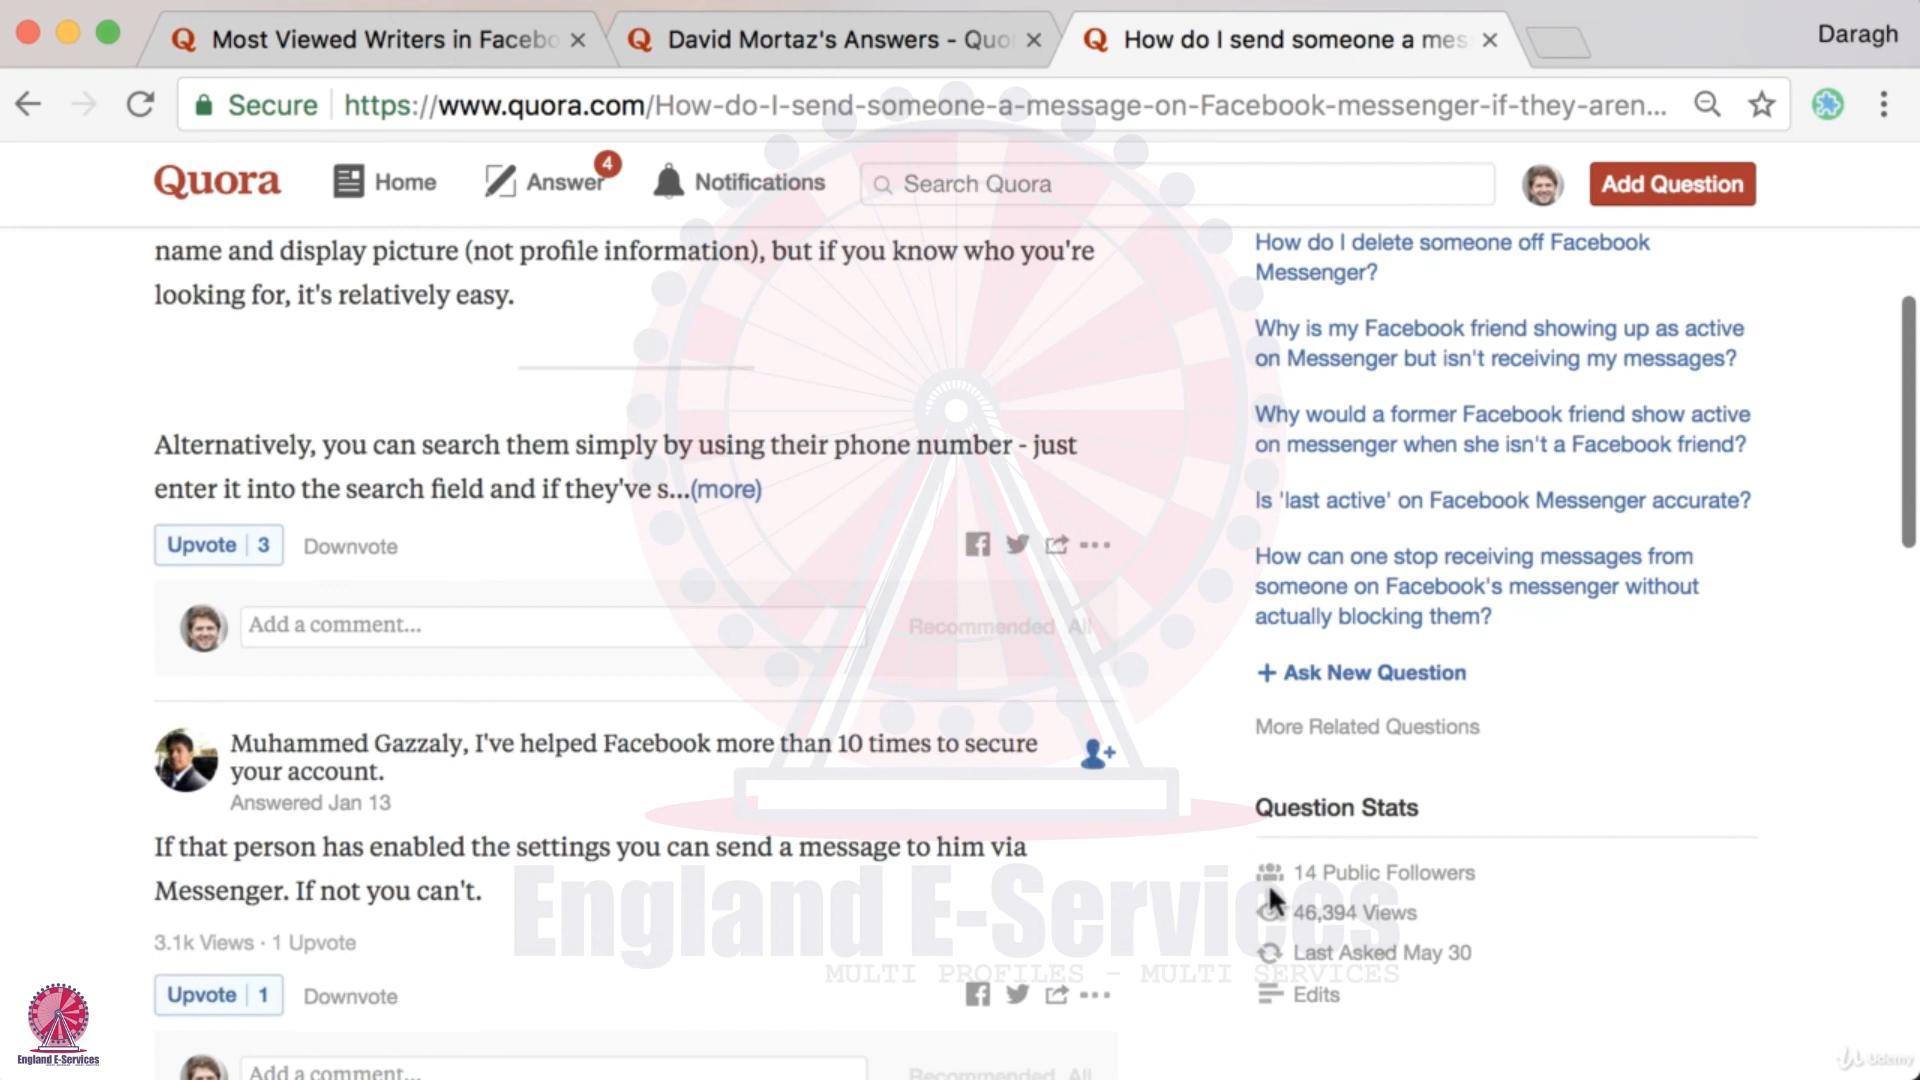 Most Viewed Writers in Facebo
David Mortaz's Answers - Quo
How do I send someone a mes
Daragh
Secure
https://www.quora.com/How-do-I-send-someone-a-message-on-Facebook-messenger-if-they-aren...
Quora
Home
Answer
4
Notifications
Search Quora
Add Question
name and display picture (not profile information), but if you know who you're
looking for, it's relatively easy.
Alternatively, you can search them simply by using their phone number - just
enter it into the search field and if they've s...(more)
Upvote 3
Downvote
Add a comment...
Recommended All
Muhammed Gazzaly, I've helped Facebook more than 10 times to secure
your account.
Answered Jan 13
If that person has enabled the settings you can send a message to him via
Messenger. If not you can't.
3.1k Views · 1 Upvote
Upvote 1
Downvote
Add a comment...
Recommended All
How do I delete someone off Facebook
Messenger?
Why is my Facebook friend showing up as active
on Messenger but isn't receiving my messages?
Why would a former Facebook friend show active
on messenger when she isn't a Facebook friend?
Is 'last active' on Facebook Messenger accurate?
How can one stop receiving messages from
someone on Facebook's messenger without
actually blocking them?
+ Ask New Question
More Related Questions
Question Stats
14 Public Followers
46,394 Views
Last Asked May 30
Edits
England E-Services
MULTI PROFILES - MULTI SERVICES
England E-Services
Udemy